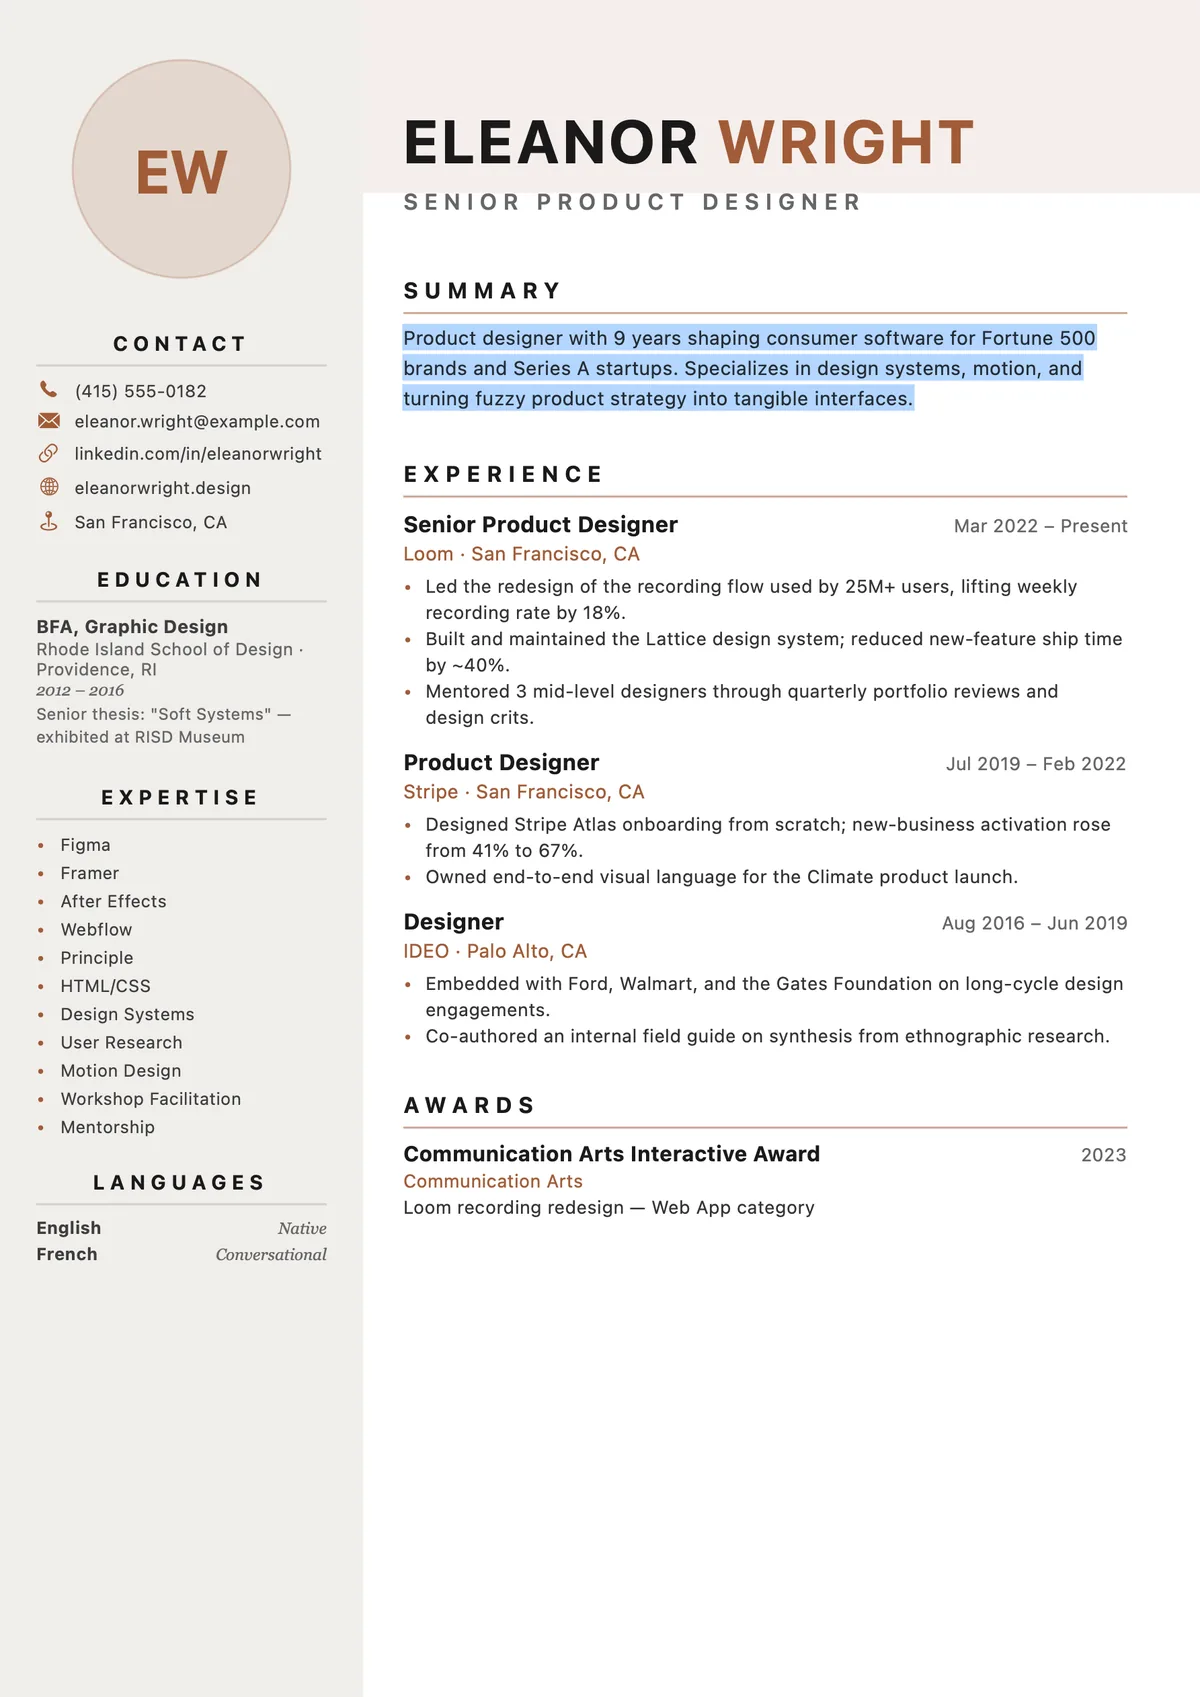 EW
CONTACT
(415) 555-0182
eleanor.wright@example.com
linkedin.com/in/eleanorwright
eleanorwright.design
San Francisco, CA
EDUCATION
BFA, Graphic Design
Rhode Island School of Design ·
Providence, RI
2012 – 2016
Senior thesis: "Soft Systems" —
exhibited at RISD Museum
EXPERTISE
• Figma
• Framer
• After Effects
• Webflow
• Principle
• HTML/CSS
• Design Systems
• User Research
• Motion Design
• Workshop Facilitation
• Mentorship
LANGUAGES
English Native
French Conversational
ELEANOR WRIGHT
SENIOR PRODUCT DESIGNER
SUMMARY
Product designer with 9 years shaping consumer software for Fortune 500
brands and Series A startups. Specializes in design systems, motion, and
turning fuzzy product strategy into tangible interfaces.
EXPERIENCE
Senior Product Designer Mar 2022 – Present
Loom · San Francisco, CA
• Led the redesign of the recording flow used by 25M+ users, lifting weekly
recording rate by 18%.
• Built and maintained the Lattice design system; reduced new-feature ship time
by ~40%.
• Mentored 3 mid-level designers through quarterly portfolio reviews and
design crits.
Product Designer Jul 2019 – Feb 2022
Stripe · San Francisco, CA
• Designed Stripe Atlas onboarding from scratch; new-business activation rose
from 41% to 67%.
• Owned end-to-end visual language for the Climate product launch.
Designer Aug 2016 – Jun 2019
IDEO · Palo Alto, CA
• Embedded with Ford, Walmart, and the Gates Foundation on long-cycle design
engagements.
• Co-authored an internal field guide on synthesis from ethnographic research.
AWARDS
Communication Arts Interactive Award 2023
Communication Arts
Loom recording redesign — Web App category